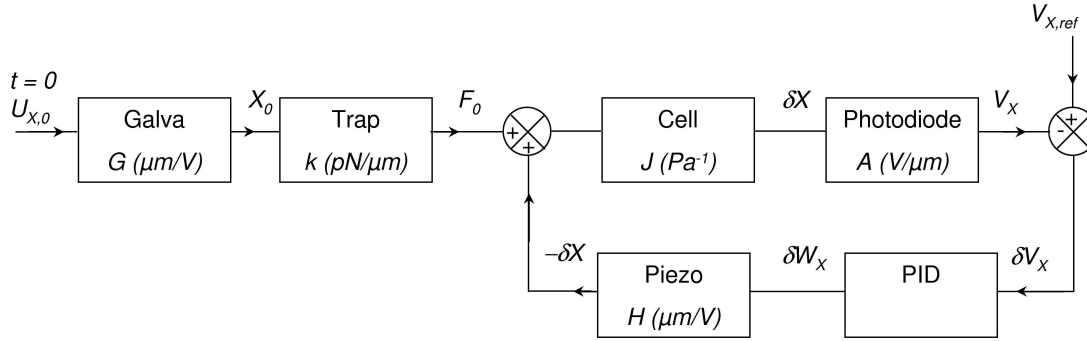 V_X,ref
t = 0
U_X,0
Galva
G (μm/V)
X_0
Trap
k (pN/μm)
F_0
+
+
Cell
J (Pa⁻¹)
δX
Photodiode
A (V/μm)
V_X
+
-
−δX
Piezo
H (μm/V)
δW_X
PID
δV_X